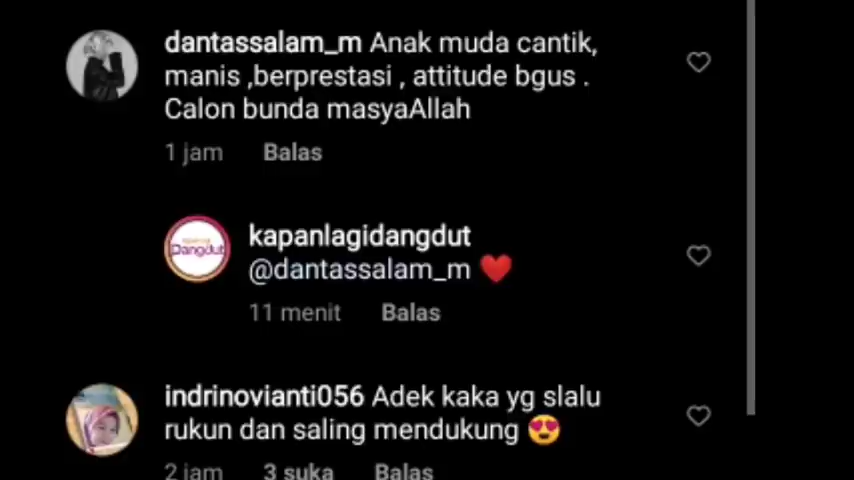 dantassalam_m Anak muda cantik,
manis ,berprestasi , attitude bgus .
Calon bunda masyaAllah
1 jam Balas
Dangdut
kapanlagidangdut
@dantassalam_m ❤️
11 menit Balas
indrinovianti056 Adek kaka yg slalu
rukun dan saling mendukung 😍
2 jam 3 suka Balas